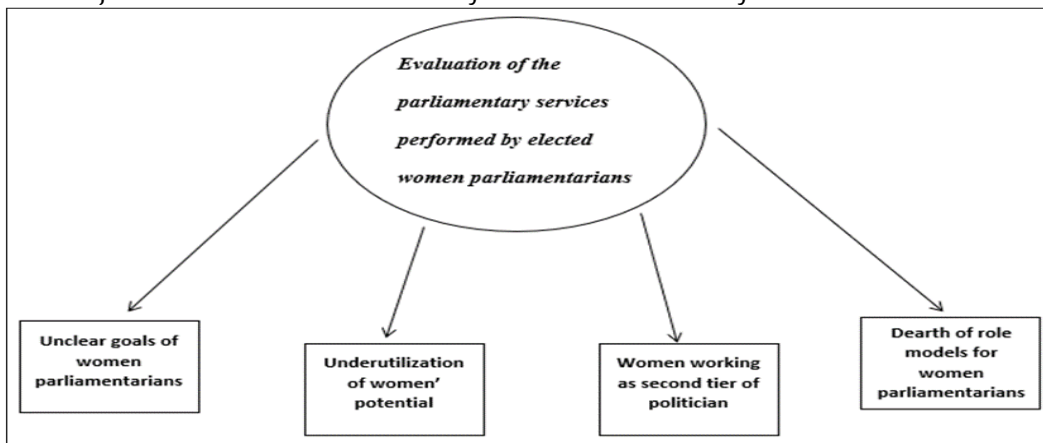 Evaluation of the
parliamentary services
performed by elected
women parliamentarians
Unclear goals of
women
parliamentarians
Underutilization
of women’
potential
Women working
as second tier of
politician
Dearth of role
models for
women
parliamentarians